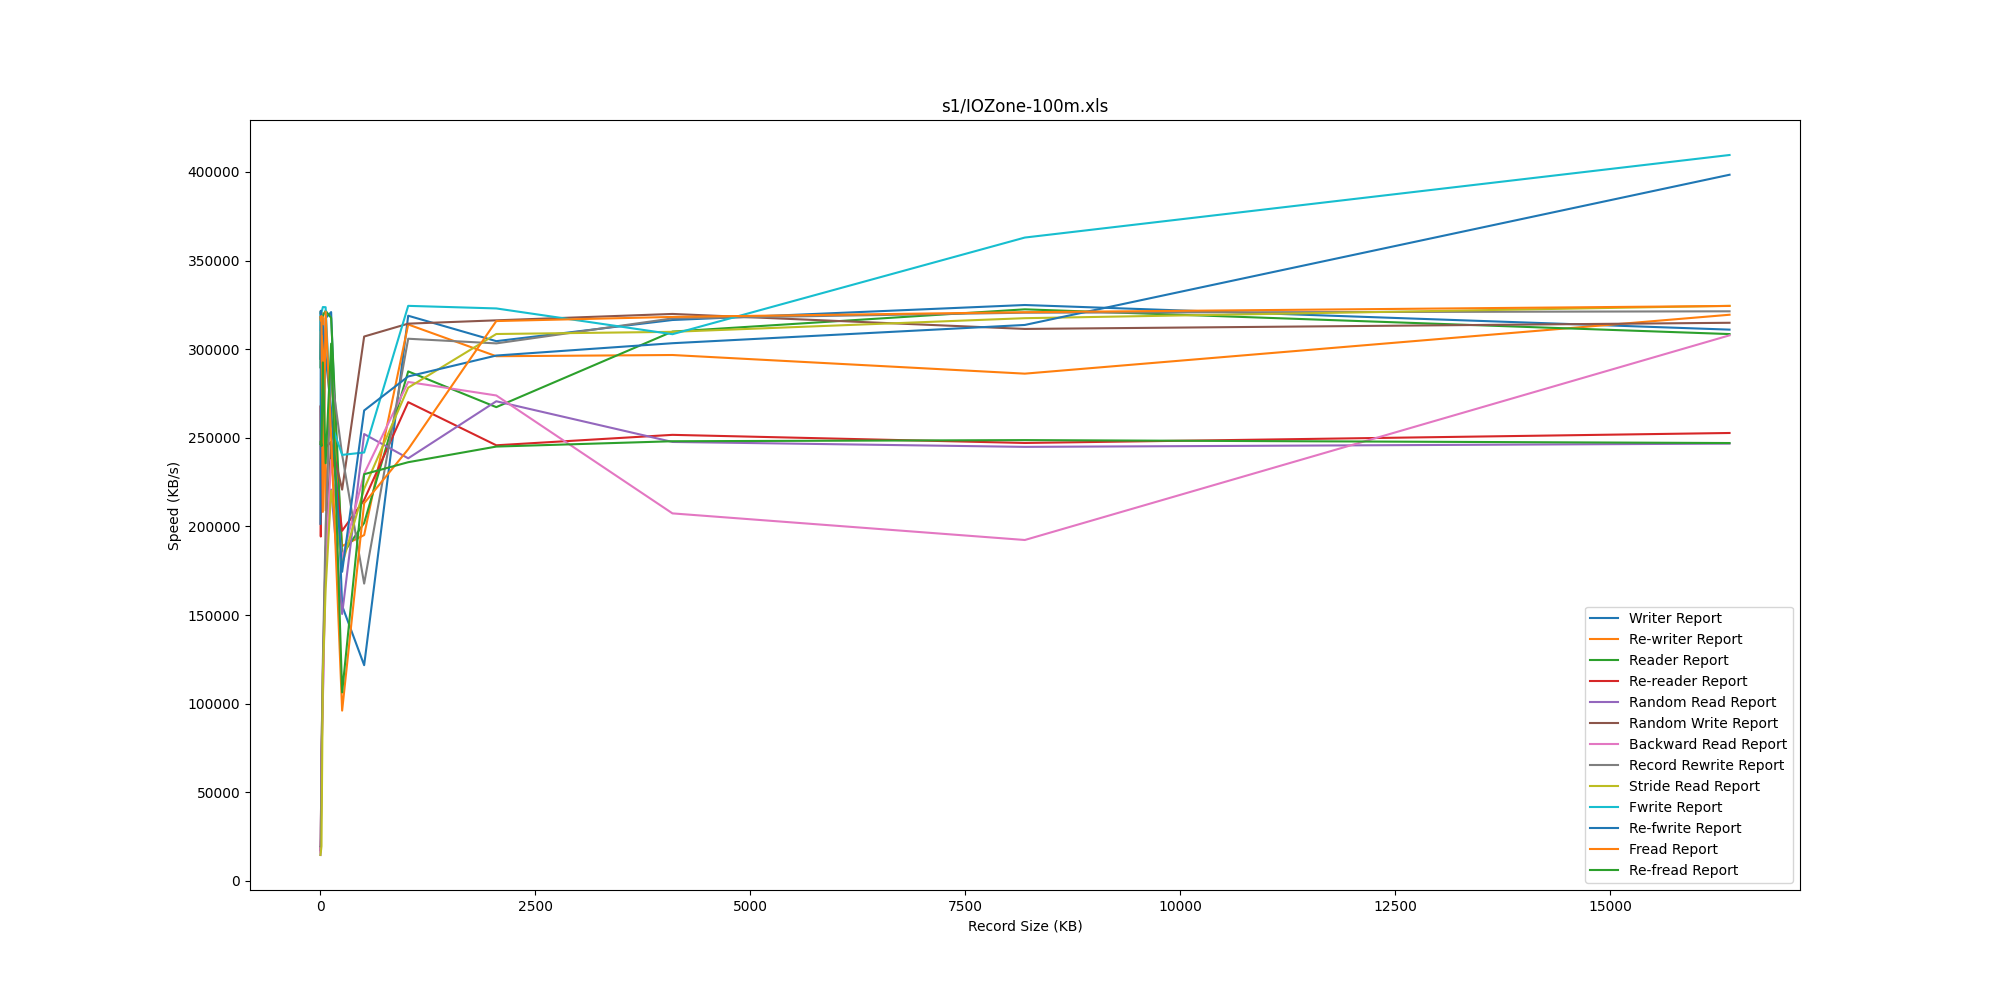 s1/IOZone-100m.xls
400000
350000
300000
250000
200000
150000
100000
50000
0
Speed (KB/s)
0 2500 5000 7500 10000 12500 15000
Record Size (KB)
Writer Report
Re-writer Report
Reader Report
Re-reader Report
Random Read Report
Random Write Report
Backward Read Report
Record Rewrite Report
Stride Read Report
Fwrite Report
Re-fwrite Report
Fread Report
Re-fread Report